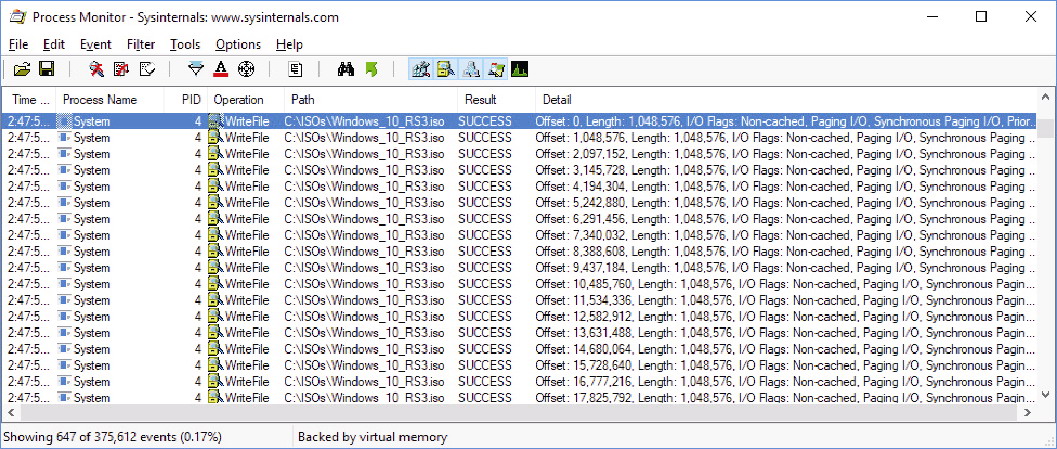 Process Monitor - Sysinternals: www.sysinternals.com
File Edit Event Filter Tools Options Help
Time ... Process Name PID Operation Path Result Detail
2:47:5... System 4 WriteFile C:\ISOs\Windows_10_RS3.iso SUCCESS Offset: 0, Length: 1,048,576, I/O Flags: Non-cached, Paging I/O, Synchronous Paging I/O, Prior...
2:47:5... System 4 WriteFile C:\ISOs\Windows_10_RS3.iso SUCCESS Offset: 1,048,576, Length: 1,048,576, I/O Flags: Non-cached, Paging I/O, Synchronous Paging ...
2:47:5... System 4 WriteFile C:\ISOs\Windows_10_RS3.iso SUCCESS Offset: 2,097,152, Length: 1,048,576, I/O Flags: Non-cached, Paging I/O, Synchronous Paging ...
2:47:5... System 4 WriteFile C:\ISOs\Windows_10_RS3.iso SUCCESS Offset: 3,145,728, Length: 1,048,576, I/O Flags: Non-cached, Paging I/O, Synchronous Paging ...
2:47:5... System 4 WriteFile C:\ISOs\Windows_10_RS3.iso SUCCESS Offset: 4,194,304, Length: 1,048,576, I/O Flags: Non-cached, Paging I/O, Synchronous Paging ...
2:47:5... System 4 WriteFile C:\ISOs\Windows_10_RS3.iso SUCCESS Offset: 5,242,880, Length: 1,048,576, I/O Flags: Non-cached, Paging I/O, Synchronous Paging ...
2:47:5... System 4 WriteFile C:\ISOs\Windows_10_RS3.iso SUCCESS Offset: 6,291,456, Length: 1,048,576, I/O Flags: Non-cached, Paging I/O, Synchronous Paging ...
2:47:5... System 4 WriteFile C:\ISOs\Windows_10_RS3.iso SUCCESS Offset: 7,340,032, Length: 1,048,576, I/O Flags: Non-cached, Paging I/O, Synchronous Paging ...
2:47:5... System 4 WriteFile C:\ISOs\Windows_10_RS3.iso SUCCESS Offset: 8,388,608, Length: 1,048,576, I/O Flags: Non-cached, Paging I/O, Synchronous Paging ...
2:47:5... System 4 WriteFile C:\ISOs\Windows_10_RS3.iso SUCCESS Offset: 9,437,184, Length: 1,048,576, I/O Flags: Non-cached, Paging I/O, Synchronous Paging ...
2:47:5... System 4 WriteFile C:\ISOs\Windows_10_RS3.iso SUCCESS Offset: 10,485,760, Length: 1,048,576, I/O Flags: Non-cached, Paging I/O, Synchronous Pagin...
2:47:5... System 4 WriteFile C:\ISOs\Windows_10_RS3.iso SUCCESS Offset: 11,534,336, Length: 1,048,576, I/O Flags: Non-cached, Paging I/O, Synchronous Pagin...
2:47:5... System 4 WriteFile C:\ISOs\Windows_10_RS3.iso SUCCESS Offset: 12,582,912, Length: 1,048,576, I/O Flags: Non-cached, Paging I/O, Synchronous Pagin...
2:47:5... System 4 WriteFile C:\ISOs\Windows_10_RS3.iso SUCCESS Offset: 13,631,488, Length: 1,048,576, I/O Flags: Non-cached, Paging I/O, Synchronous Pagin...
2:47:5... System 4 WriteFile C:\ISOs\Windows_10_RS3.iso SUCCESS Offset: 14,680,064, Length: 1,048,576, I/O Flags: Non-cached, Paging I/O, Synchronous Pagin...
2:47:5... System 4 WriteFile C:\ISOs\Windows_10_RS3.iso SUCCESS Offset: 15,728,640, Length: 1,048,576, I/O Flags: Non-cached, Paging I/O, Synchronous Pagin...
2:47:5... System 4 WriteFile C:\ISOs\Windows_10_RS3.iso SUCCESS Offset: 16,777,216, Length: 1,048,576, I/O Flags: Non-cached, Paging I/O, Synchronous Pagin...
2:47:5... System 4 WriteFile C:\ISOs\Windows_10_RS3.iso SUCCESS Offset: 17,825,792, Length: 1,048,576, I/O Flags: Non-cached, Paging I/O, Synchronous Pagin...
Showing 647 of 375,612 events (0.17%) Backed by virtual memory